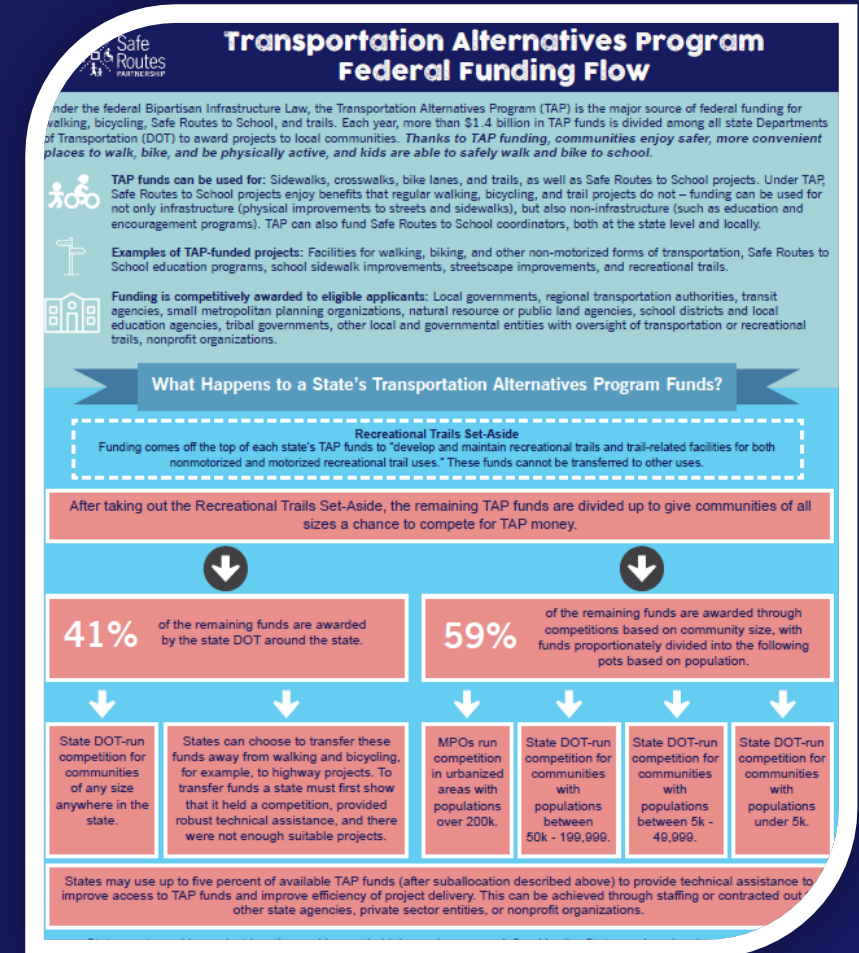 Safe
Routes
PARTNERSHIP
Transportation Alternatives Program
Federal Funding Flow
nder the federal Bipartisan Infrastructure Law, the Transportation Alternatives Program (TAP) is the major source of federal funding for
walking, bicycling, Safe Routes to School, and trails. Each year, more than $1.4 billion in TAP funds is divided among all state Departments
of Transportation (DOT) to award projects to local communities. Thanks to TAP funding, communities enjoy safer, more convenient
places to walk, bike, and be physically active, and kids are able to safely walk and bike to school.
TAP funds can be used for: Sidewalks, crosswalks, bike lanes, and trails, as well as Safe Routes to School projects. Under TAP,
Safe Routes to School projects enjoy benefits that regular walking, bicycling, and trail projects do not – funding can be used for
not only infrastructure (physical improvements to streets and sidewalks), but also non-infrastructure (such as education and
encouragement programs). TAP can also fund Safe Routes to School coordinators, both at the state level and locally.
Examples of TAP-funded projects: Facilities for walking, biking, and other non-motorized forms of transportation, Safe Routes to
School education programs, school sidewalk improvements, streetscape improvements, and recreational trails.
Funding is competitively awarded to eligible applicants: Local governments, regional transportation authorities, transit
agencies, small metropolitan planning organizations, natural resource or public land agencies, school districts and local
education agencies, tribal governments, other local and governmental entities with oversight of transportation or recreational
trails, nonprofit organizations.
What Happens to a State's Transportation Alternatives Program Funds?
Recreational Trails Set-Aside
Funding comes off the top of each state's TAP funds to "develop and maintain recreational trails and trail-related facilities for both
nonmotorized and motorized recreational trail uses." These funds cannot be transferred to other uses.
After taking out the Recreational Trails Set-Aside, the remaining TAP funds are divided up to give communities of all
sizes a chance to compete for TAP money.
41%
of the remaining funds are awarded
by the state DOT around the state.
59%
of the remaining funds are awarded through
competitions based on community size, with
funds proportionately divided into the following
pots based on population.
State DOT-run
competition for
communities
of any size
anywhere in the
state.
States can choose to transfer these
funds away from walking and bicycling,
for example, to highway projects. To
transfer funds a state must first show
that it held a competition, provided
robust technical assistance, and there
were not enough suitable projects.
MPOs run
competition
in urbanized
areas with
populations
over 200k.
State DOT-run
competition for
communities
with
populations
between
50k - 199,999.
State DOT-run
competition for
communities
with
populations
between 5k -
49,999.
State DOT-run
competition for
communities
with
populations
under 5k.
States may use up to five percent of available TAP funds (after suballocation described above) to provide technical assistance to
improve access to TAP funds and improve efficiency of project delivery. This can be achieved through staffing or contracted out
other state agencies, private sector entities, or nonprofit organizations.